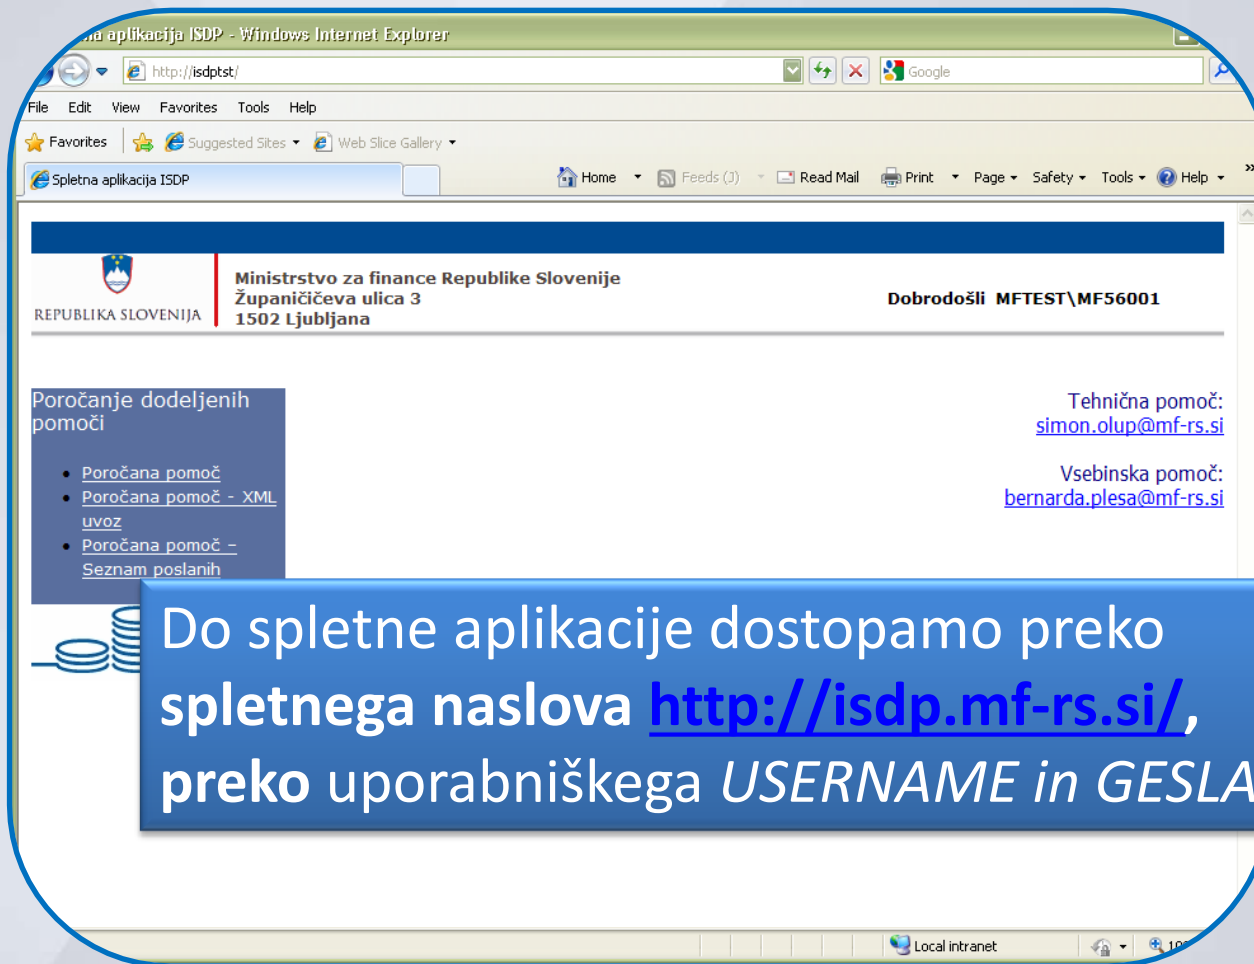 na aplikacija ISDP - Windows Internet Explorer
http://isdptst/
Google
File Edit View Favorites Tools Help
Favorites Suggested Sites Web Slice Gallery
Spletna aplikacija ISDP
Home Feeds (J) Read Mail Print Page Safety Tools Help »
REPUBLIKA SLOVENIJA
Ministrstvo za finance Republike Slovenije
Županičičeva ulica 3
1502 Ljubljana
Dobrodošli MFTEST\MF56001
Poročanje dodeljenih
pomoči
Poročana pomoč
Poročana pomoč - XML
uvoz
Poročana pomoč –
Seznam poslanih
Tehnična pomoč:
simon.olup@mf-rs.si
Vsebinska pomoč:
bernarda.plesa@mf-rs.si
Do spletne aplikacije dostopamo preko
spletnega naslova http://isdp.mf-rs.si/,
preko uporabniškega USERNAME in GESLA
Local intranet